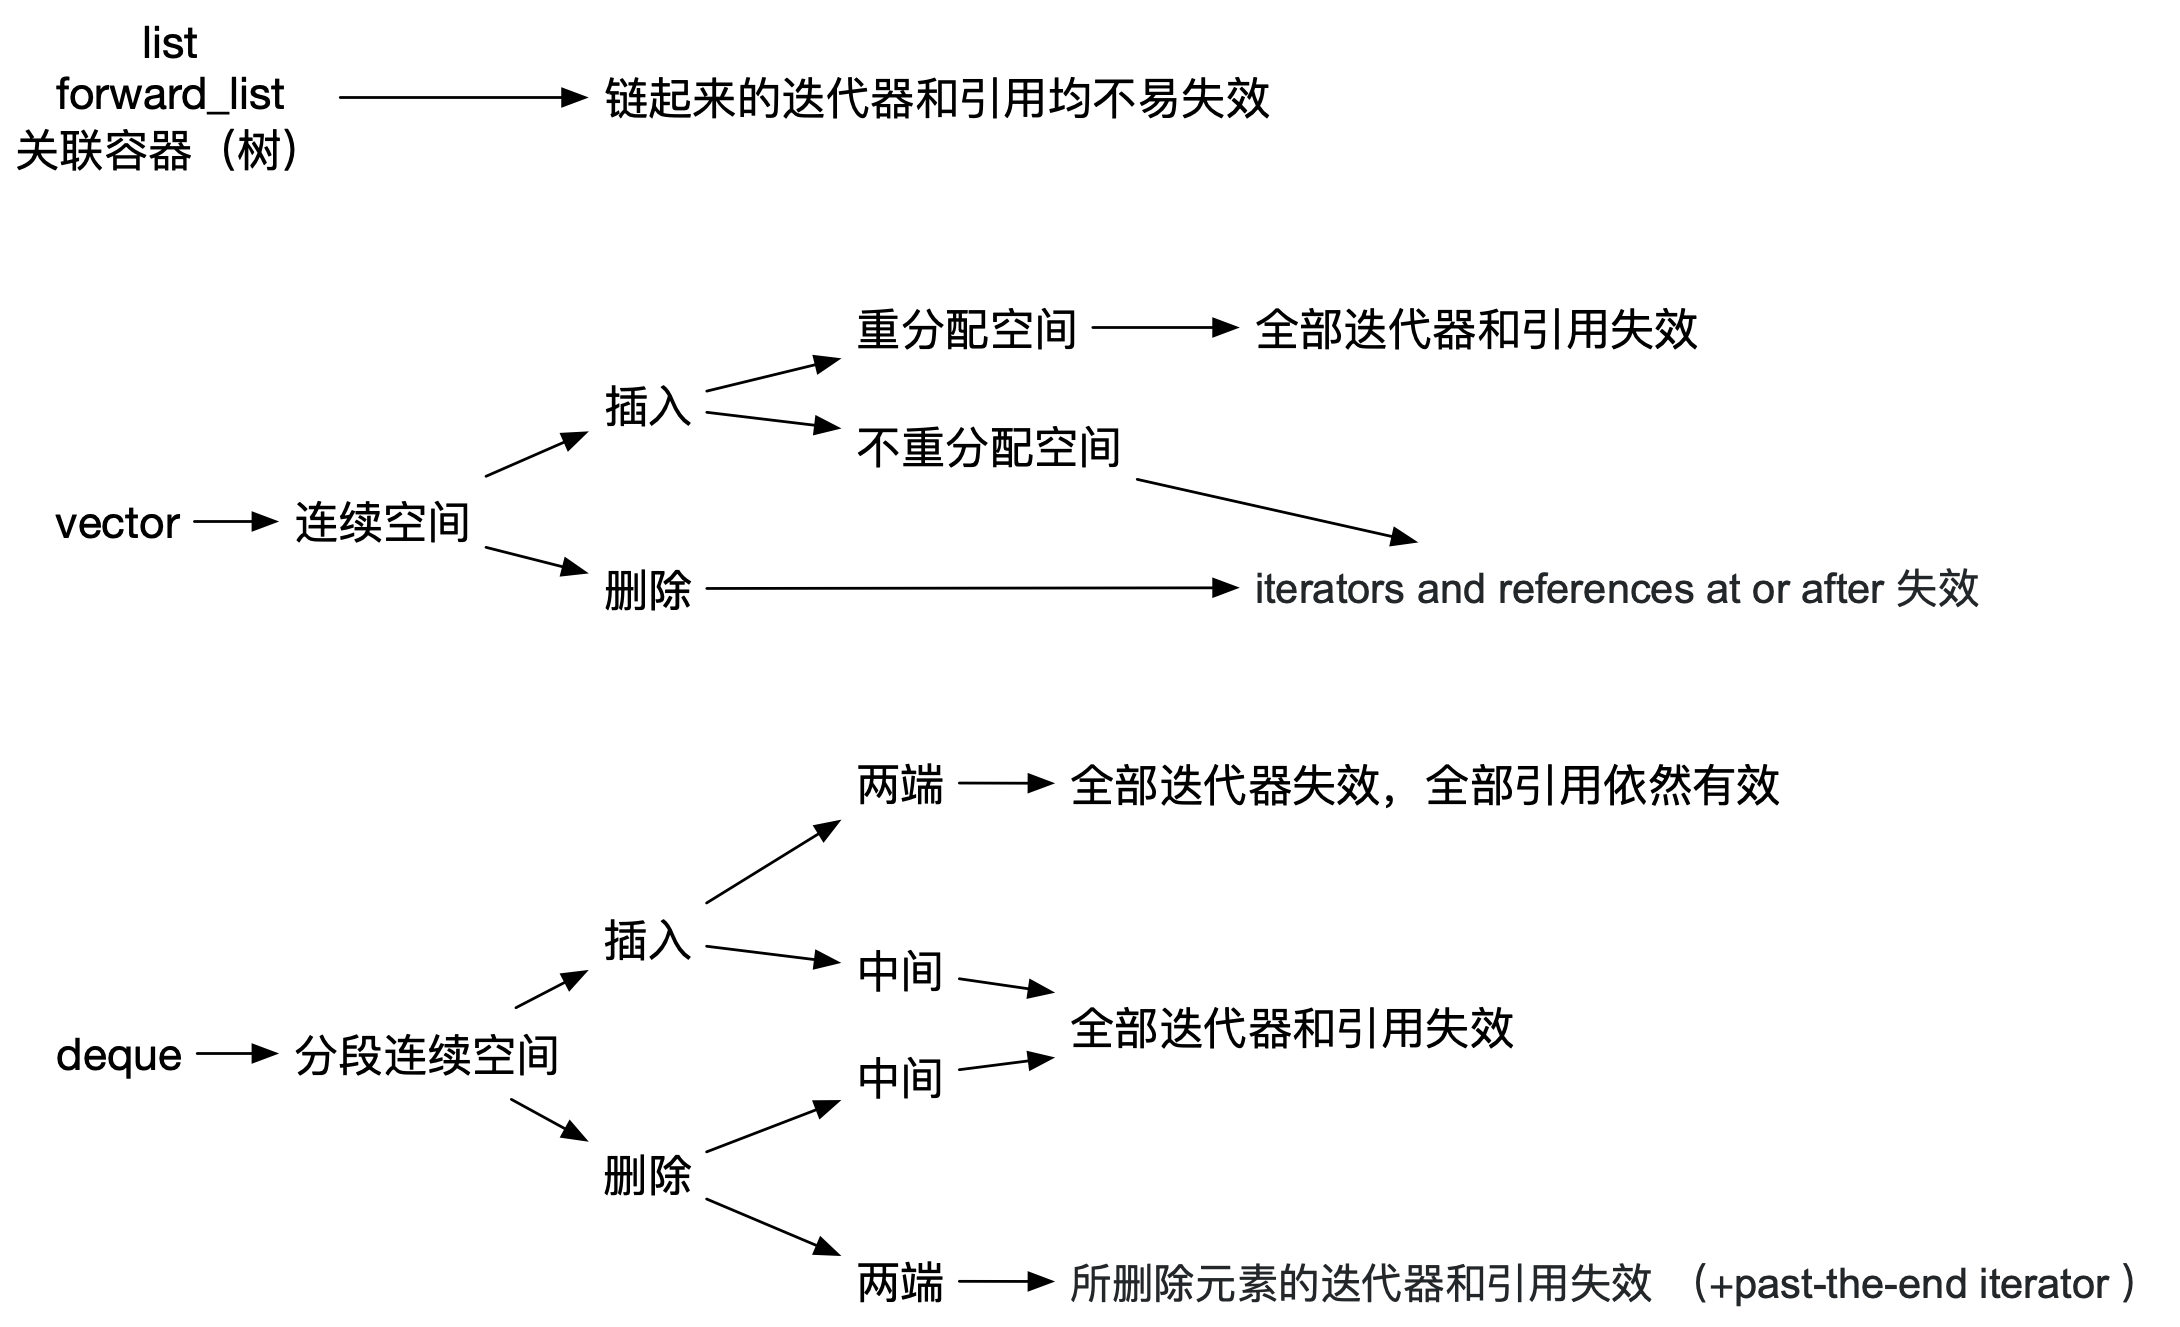 list
forward_list
关联容器（树）
链起来的迭代器和引用均不易失效
重分配空间
全部迭代器和引用失效
插入
不重分配空间
vector
连续空间
删除
iterators and references at or after 失效
两端
全部迭代器失效，全部引用依然有效
插入
中间
全部迭代器和引用失效
deque
分段连续空间
中间
删除
两端
所删除元素的迭代器和引用失效 （+past-the-end iterator ）